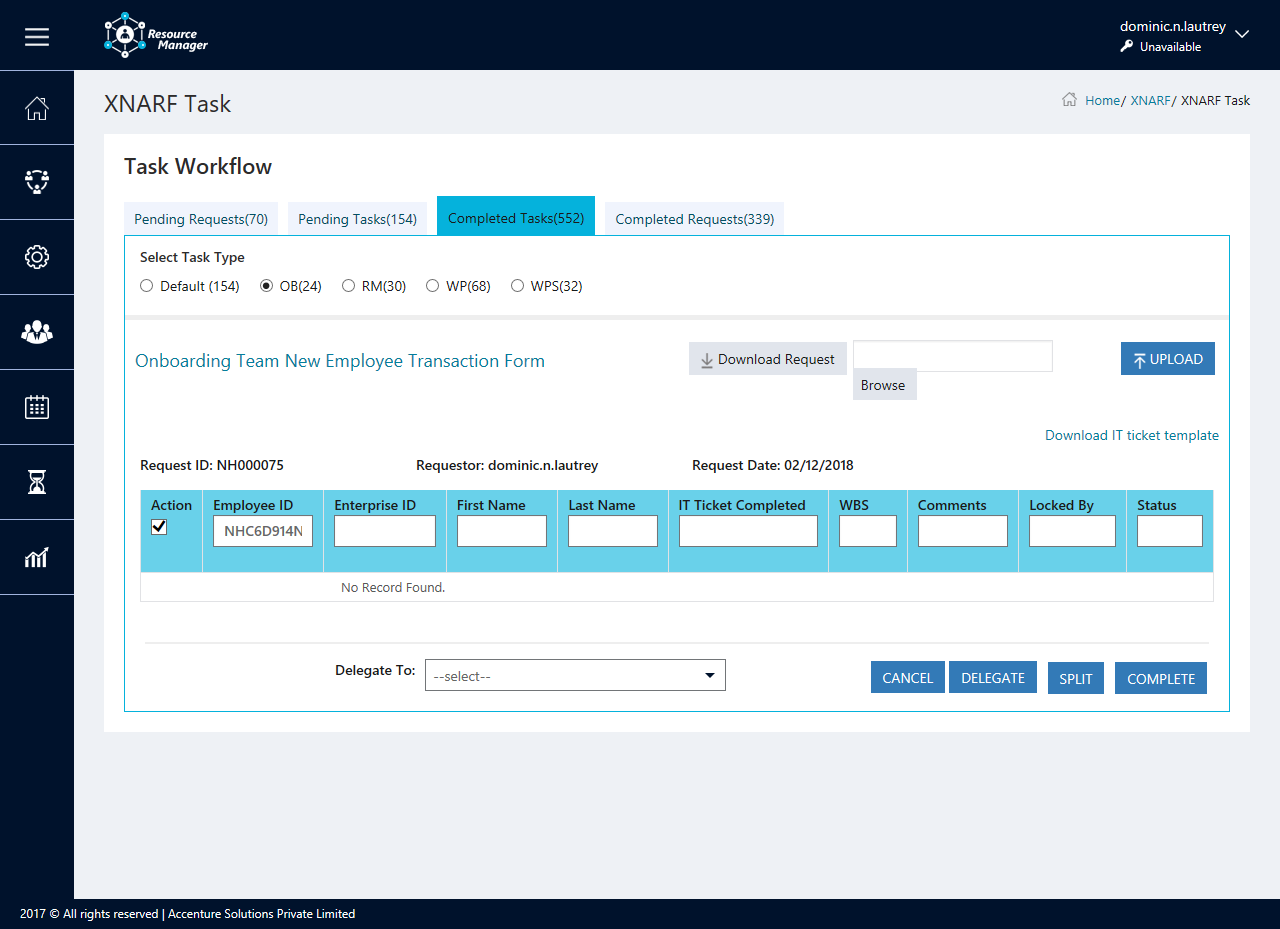 Resource
Manager
dominic.n.lautrey
Unavailable
XNARF Task
Home/ XNARF/ XNARF Task
Task Workflow
Pending Requests(70) Pending Tasks(154) Completed Tasks(552) Completed Requests(339)
Select Task Type
Default (154) OB(24) RM(30) WP(68) WPS(32)
Onboarding Team New Employee Transaction Form
Download Request
Browse
UPLOAD
Download IT ticket template
Request ID: NH000075 Requestor: dominic.n.lautrey Request Date: 02/12/2018
Action Employee ID Enterprise ID First Name Last Name IT Ticket Completed WBS Comments Locked By Status
NHC6D914N
No Record Found.
Delegate To: --select-- CANCEL DELEGATE SPLIT COMPLETE
2017 © All rights reserved | Accenture Solutions Private Limited